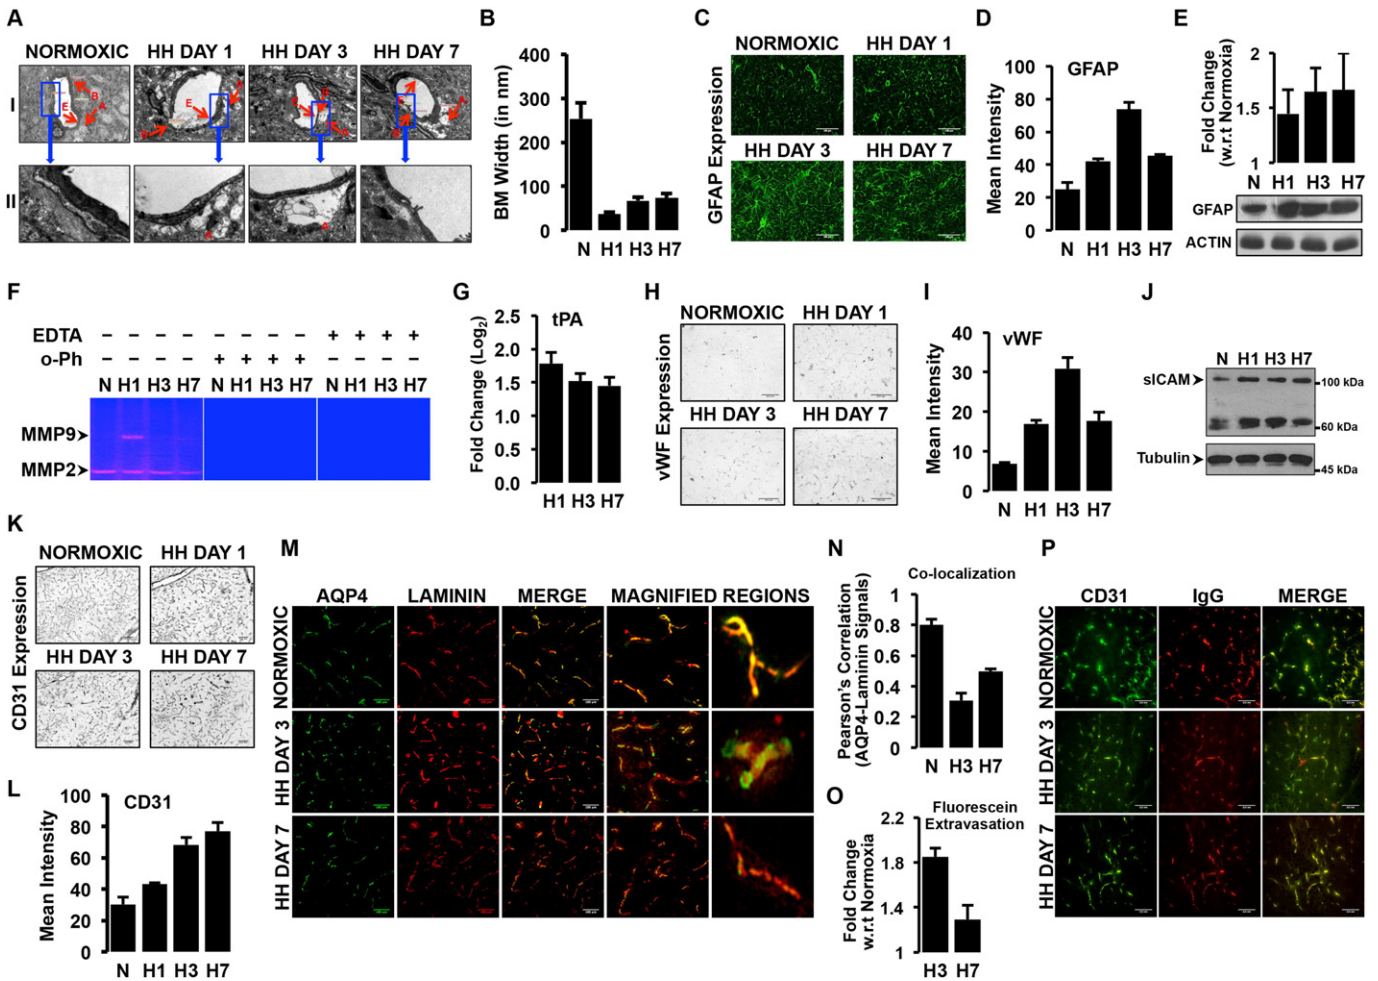 A
NORMOXIC HH DAY 1 HH DAY 3 HH DAY 7
I
E B A
E A
E A
A
II
A
A
B
BM Width (in nm)
400
300
200
100
0
N H1 H3 H7
C
GFAP Expression
NORMOXIC HH DAY 1
HH DAY 3 HH DAY 7
D
GFAP
Mean Intensity
100
80
60
40
20
0
N H1 H3 H7
E
Fold Change
(w.r.t Normoxia)
2
1.5
1
N H1 H3 H7
GFAP
ACTIN
F
EDTA – – – – – – – – + + + +
o-Ph – – – – + + + + – – – –
N H1 H3 H7 N H1 H3 H7 N H1 H3 H7
MMP9
MMP2
G
tPA
Fold Change (Log2)
2.5
2.0
1.5
1.0
0.5
0.0
H1 H3 H7
H
vWF Expression
NORMOXIC HH DAY 1
HH DAY 3 HH DAY 7
I
vWF
Mean Intensity
40
30
20
10
0
N H1 H3 H7
J
N H1 H3 H7
sICAM
100 kDa
60 kDa
Tubulin
45 kDa
K
CD31 Expression
NORMOXIC HH DAY 1
HH DAY 3 HH DAY 7
L
CD31
Mean Intensity
100
80
60
40
20
0
N H1 H3 H7
M
AQP4 LAMININ MERGE MAGNIFIED REGIONS
NORMOXIC
HH DAY 3
HH DAY 7
N
Co-localization
Pearson's Correlation
(AQP4-Laminin Signals)
1
0.8
0.6
0.4
0.2
0
N H3 H7
O
Fluorescein
Extravasation
Fold Change
w.r.t Normoxia
2.2
1.8
1.4
1
H3 H7
P
CD31 IgG MERGE
NORMOXIC
HH DAY 3
HH DAY 7